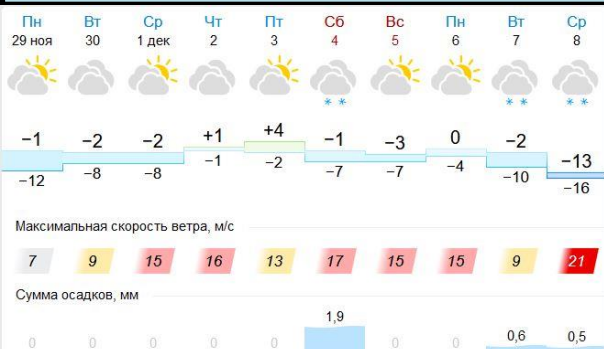 Пн Вт Ср Чт Пт Сб Вс Пн Вт Ср
29 ноя 30 1 дек 2 3 4 5 6 7 8
−1 −2 −2 +1 +4 −1 −3 0 −2 −13
−12 −8 −8 −1 −2 −7 −7 −4 −10 −16
Максимальная скорость ветра, м/с
7 9 15 16 13 17 15 15 9 21
Сумма осадков, мм
0 0 0 0 0 1,9 0 0 0,6 0,5